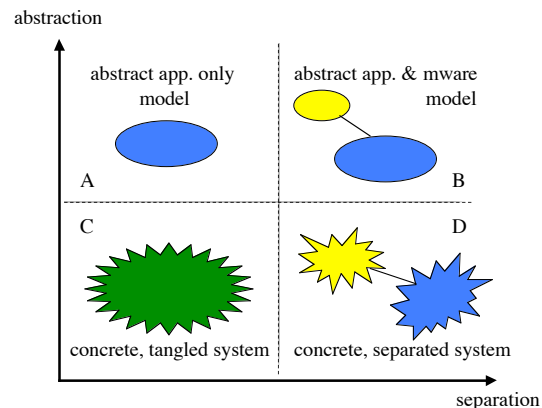 abstraction
abstract app. only
model
abstract app. & mware
model
A
B
C
D
concrete, tangled system
concrete, separated system
separation